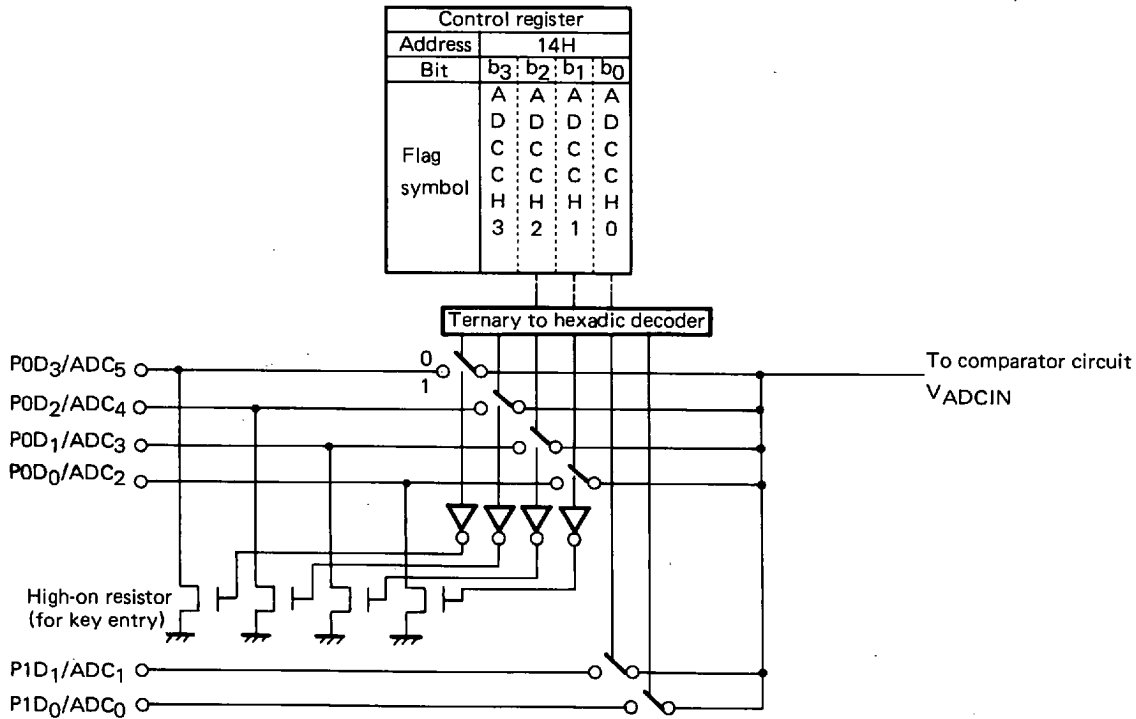 Control register
Address 14H
Bit b3 b2 b1 b0
Flag symbol
A A A A
D D D D
C C C C
C C C C
H H H H
3 2 1 0
Ternary to hexadic decoder
P0D3/ADC5
0
1
To comparator circuit
VADCIN
P0D2/ADC4
P0D1/ADC3
P0D0/ADC2
High-on resistor
(for key entry)
P1D1/ADC1
P1D0/ADC0